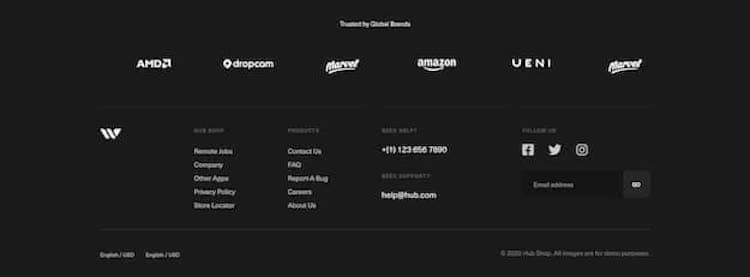 Trusted by Global Brands
AMD dropcam Marvel amazon UENI Marvel
HUB SHOP
Remote Jobs
Company
Other Apps
Privacy Policy
Store Locator
PRODUCTS
Contact Us
FAQ
Report A Bug
Careers
About Us
NEED HELP?
+(1) 123 656 7890
NEED SUPPORT?
help@hub.com
FOLLOW US
Email address GO
English / USD English / USD
© 2020 Hub Shop. All images are for demo purposes.